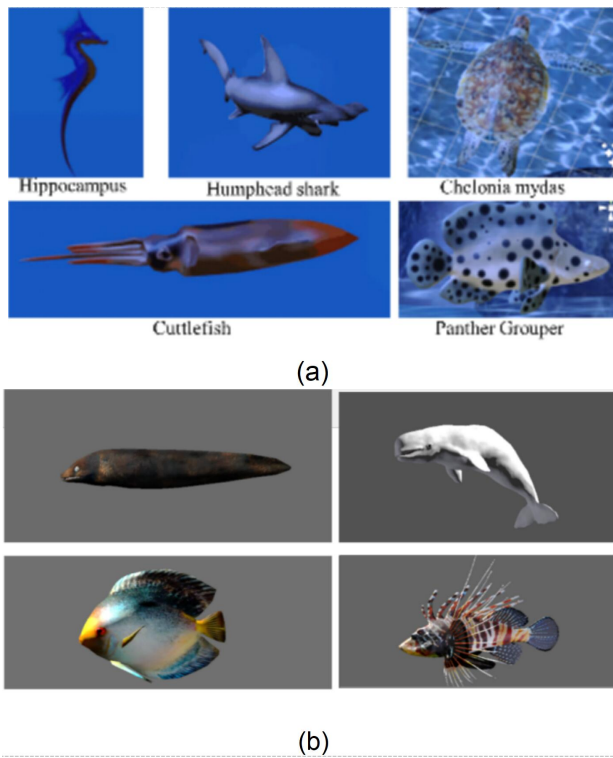 Hippocampus
Humphead shark
Chelonia mydas
Cuttlefish
Panther Grouper
(a)
(b)